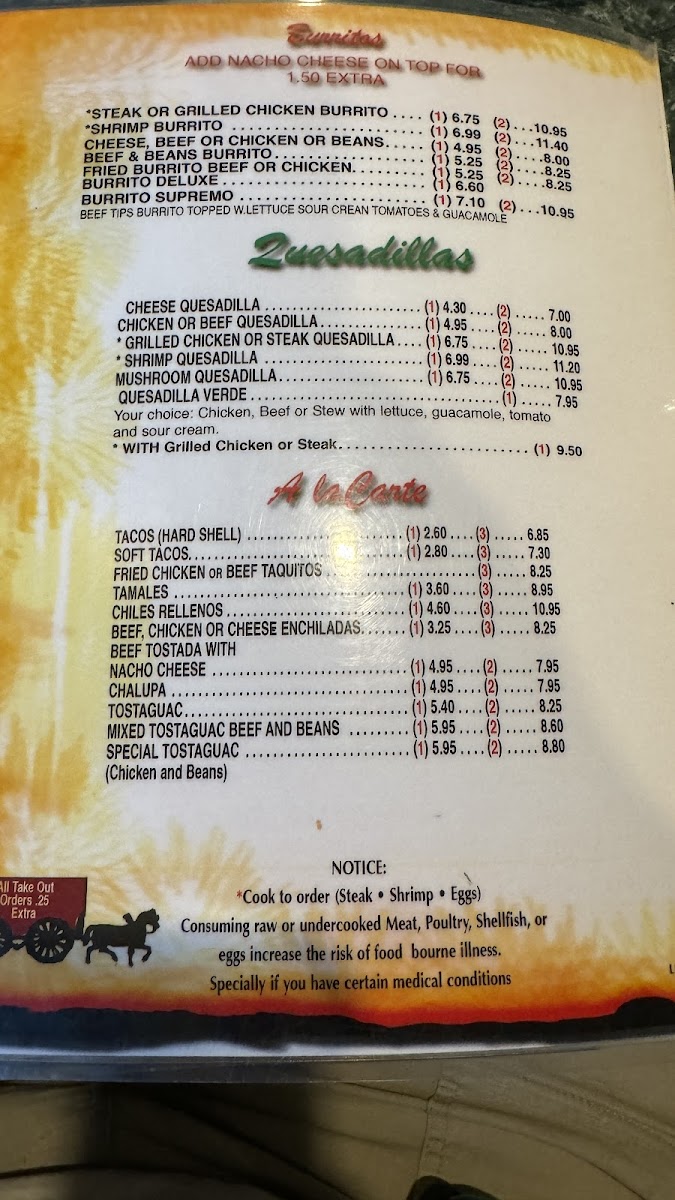 Burritos
ADD NACHO CHEESE ON TOP FOR
1.50 EXTRA
*STEAK OR GRILLED CHICKEN BURRITO .... (1) 6.75 (2)...10.95
*SHRIMP BURRITO ........................ (1) 6.99 (2)...11.40
CHEESE, BEEF OR CHICKEN OR BEANS..... (1) 4.95 (2)...8.00
BEEF & BEANS BURRITO..................... (1) 5.25 (2)...8.25
FRIED BURRITO BEEF OR CHICKEN......... (1) 5.25 (2)...8.25
BURRITO DELUXE............................ (1) 6.60
BURRITO SUPREMO ........................ (1) 7.10 (2)...10.95
BEEF TIPS BURRITO TOPPED W.LETTUCE SOUR CREAN TOMATOES & GUACAMOLE
Quesadillas
CHEESE QUESADILLA ........................ (1) 4.30 .... (2) ..... 7.00
CHICKEN OR BEEF QUESADILLA............... (1) 4.95 .... (2) ..... 8.00
* GRILLED CHICKEN OR STEAK QUESADILLA .... (1) 6.75 .... (2) ..... 10.95
* SHRIMP QUESADILLA ........................ (1) 6.99 .... (2) ..... 11.20
MUSHROOM QUESADILLA...................... (1) 6.75 .... (2) ..... 10.95
QUESADILLA VERDE ..................................... (1) ..... 7.95
Your choice: Chicken, Beef or Stew with lettuce, guacamole, tomato
and sour cream.
* WITH Grilled Chicken or Steak.......................... (1) 9.50
A la Carte
TACOS (HARD SHELL) ........................ (1) 2.60 .... (3) ..... 6.85
SOFT TACOS.................................. (1) 2.80 .... (3) ..... 7.30
FRIED CHICKEN OR BEEF TAQUITOS ........................ (3) ..... 8.25
TAMALES ..................................... (1) 3.60 .... (3) ..... 8.95
CHILES RELLENOS ............................ (1) 4.60 .... (3) ..... 10.95
BEEF, CHICKEN OR CHEESE ENCHILADAS....... (1) 3.25 .... (3) ..... 8.25
BEEF TOSTADA WITH
NACHO CHEESE .............................. (1) 4.95 .... (2) ..... 7.95
CHALUPA ..................................... (1) 4.95 .... (2) ..... 7.95
TOSTAGUAC................................... (1) 5.40 .... (2) ..... 8.25
MIXED TOSTAGUAC BEEF AND BEANS ......... (1) 5.95 .... (2) ..... 8.60
SPECIAL TOSTAGUAC ......................... (1) 5.95 .... (2) ..... 8.80
(Chicken and Beans)
All Take Out
Orders .25
Extra
NOTICE:
*Cook to order (Steak • Shrimp • Eggs)
Consuming raw or undercooked Meat, Poultry, Shellfish, or
eggs increase the risk of food bourne illness.
Specially if you have certain medical conditions